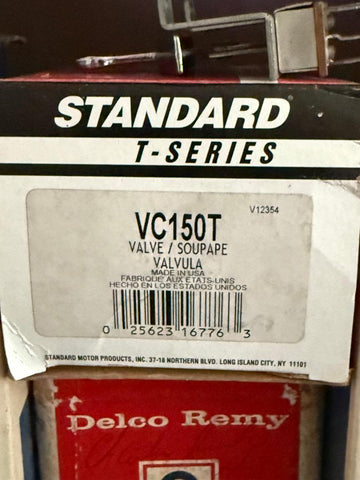 STANDARD
T-SERIES
V12354
VC150T
VALVE / SOUPAPE
VALVULA
MADE IN USA
FABRIQUE AUX ETATS-UNIS
HECHO EN LOS ESTADOS UNIDOS
0 25623 16776 3
STANDARD MOTOR PRODUCTS, INC. 37-18 NORTHERN BLVD. LONG ISLAND CITY, NY 11101
Delco Remy